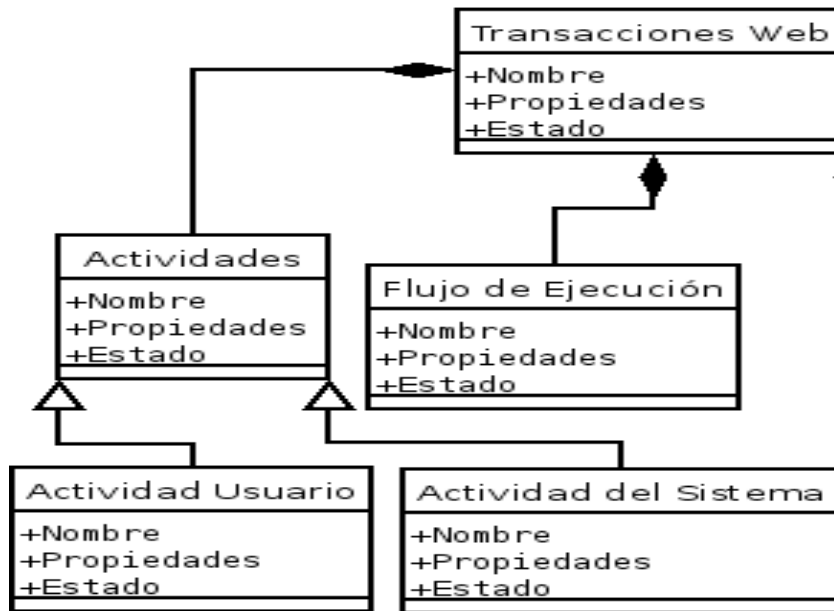 Transacciones Web
+Nombre
+Propiedades
+Estado
Actividades
+Nombre
+Propiedades
+Estado
Flujo de Ejecución
+Nombre
+Propiedades
+Estado
Actividad Usuario
+Nombre
+Propiedades
+Estado
Actividad del Sistema
+Nombre
+Propiedades
+Estado